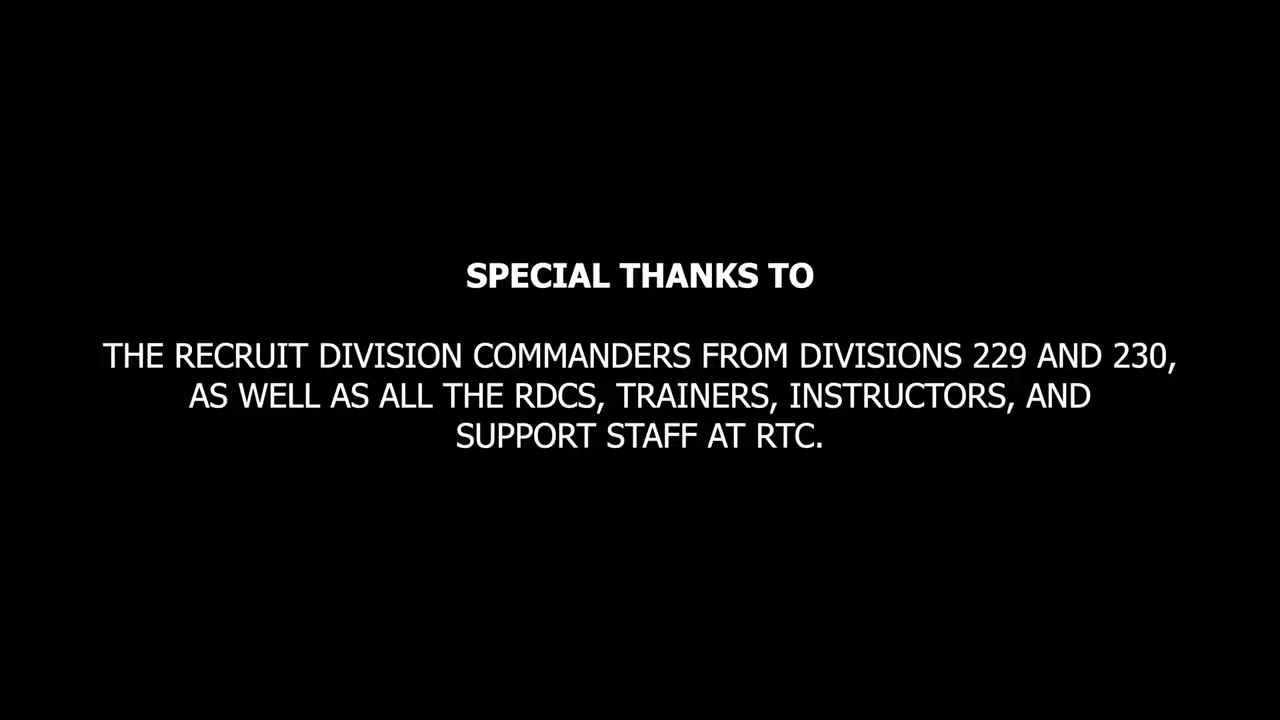 SPECIAL THANKS TO
THE RECRUIT DIVISION COMMANDERS FROM DIVISIONS 229 AND 230,
AS WELL AS ALL THE RDCS, TRAINERS, INSTRUCTORS, AND
SUPPORT STAFF AT RTC.